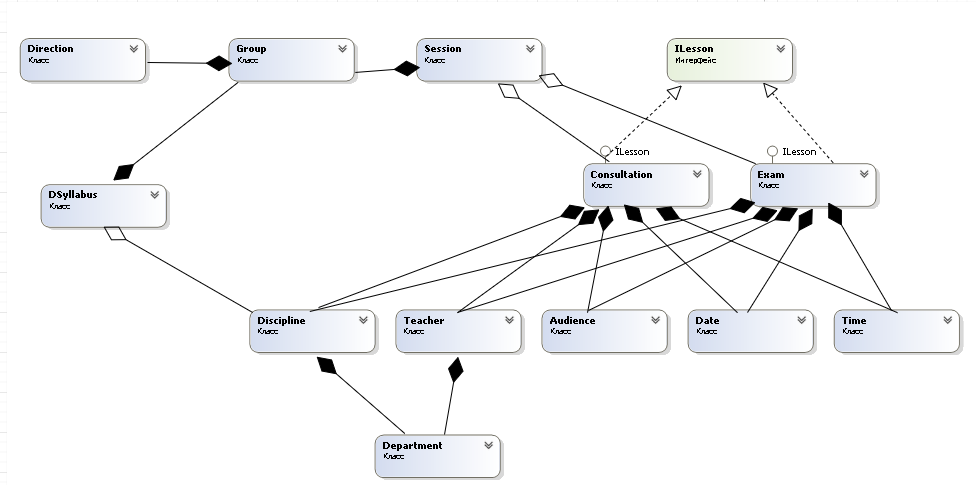 Direction
Класс
Group
Класс
Session
Класс
ILesson
Интерфейс
ILesson
ILesson
Consultation
Класс
Exam
Класс
DSyllabus
Класс
Discipline
Класс
Teacher
Класс
Audience
Класс
Date
Класс
Time
Класс
Department
Класс